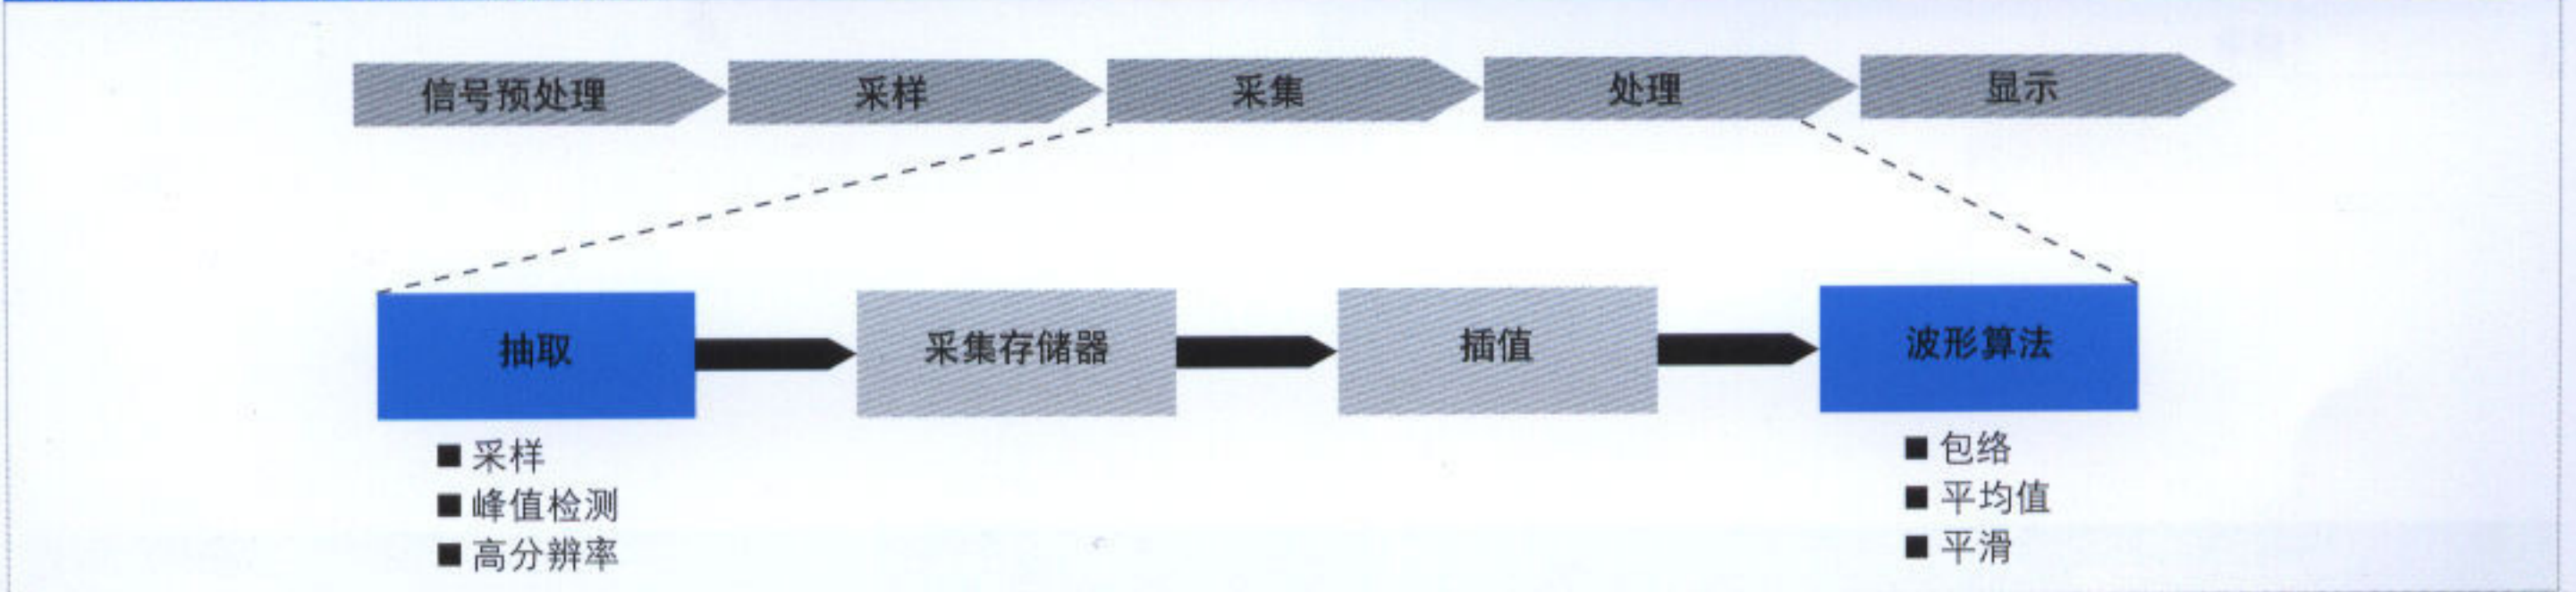 信号预处理 采样 采集 处理 显示
抽取 采集存储器 插值 波形算法
■ 采样
■ 峰值检测
■ 高分辨率
■ 包络
■ 平均值
■ 平滑